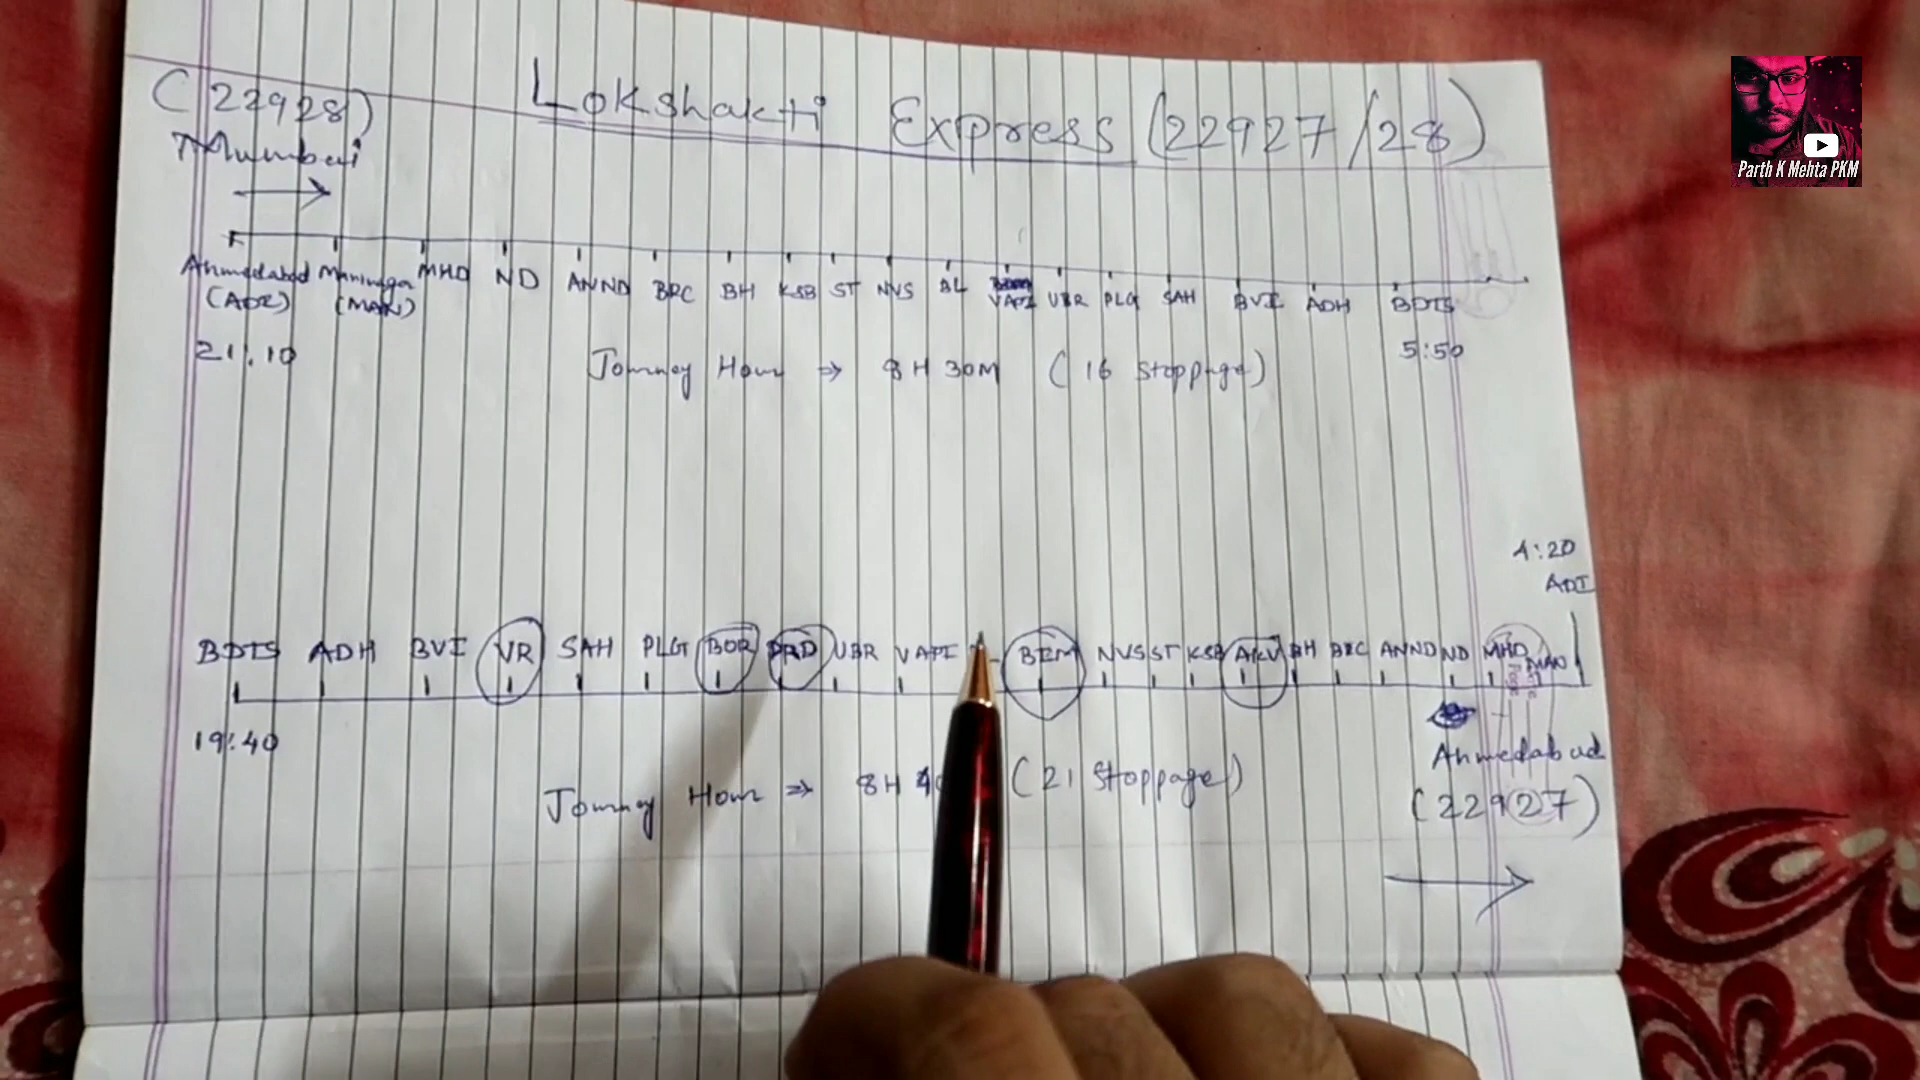 (22928) Lokshakti Express (22927/28)
Mumbai
Ahmedabad Maninagar MHD ND ANND BRC BH KSB ST NVS BL VAPI UBR PLG SAH BVI ADH BDTS
(ADI) (MAN)
21:10 5:50
Journey Hour ⇒ 8H 30M (16 stoppage)
4:20
ADI
BDTS ADH BVI VR SAH PLG BOR DRD UBR VAPI BIM NVS ST KSB AKV BH BRC ANND ND MHD MAN
19:40
Ahmedabad
(22927)
Journey Hour ⇒ 8H (21 stoppage)
Parth K Mehta PKM